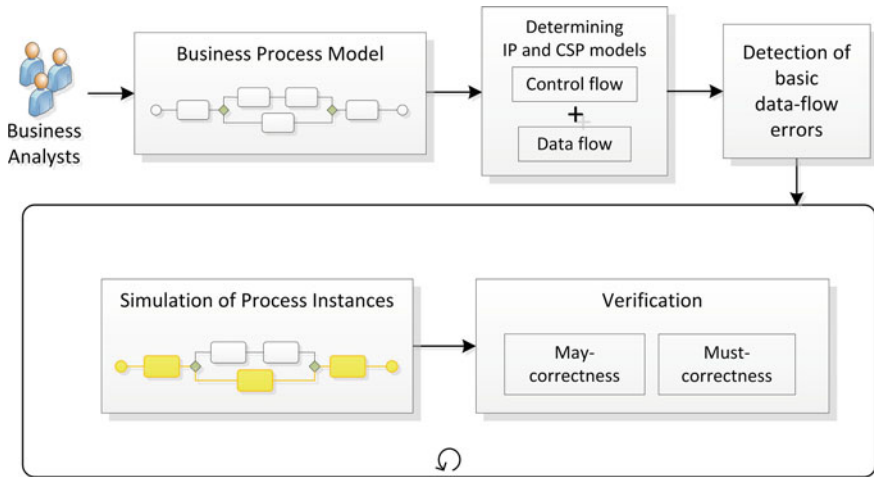 Business
Analysts
Business Process Model
Determining
IP and CSP models
Control flow
+
Data flow
Detection of
basic
data-flow
errors
Simulation of Process Instances
Verification
May-
correctness
Must-
correctness